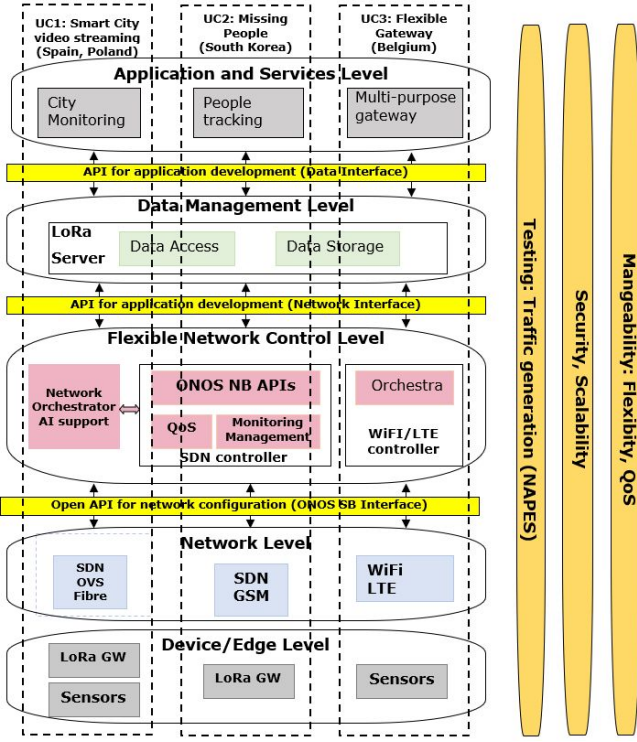 UC1: Smart City
video streaming
(Spain, Poland)
UC2: Missing
People
(South Korea)
UC3: Flexible
Gateway
(Belgium)
Application and Services Level
City
Monitoring
People
tracking
Multi-purpose
gateway
API for application development (Data Interface)
Data Management Level
LoRa
Server
Data Access
Data Storage
API for application development (Network Interface)
Flexible Network Control Level
Network
Orchestrator
AI support
ONOS NB APIs
QoS
Monitoring
Management
SDN controller
Orchestra
WiFI/LTE
controller
Open API for network configuration (ONOS SB Interface)
Network Level
SDN
OVS
Fibre
SDN
GSM
WiFi
LTE
Device/Edge Level
LoRa GW
Sensors
LoRa GW
Sensors
Testing: Traffic generation (NAPES)
Security, Scalability
Mangeability: Flexibity, QoS